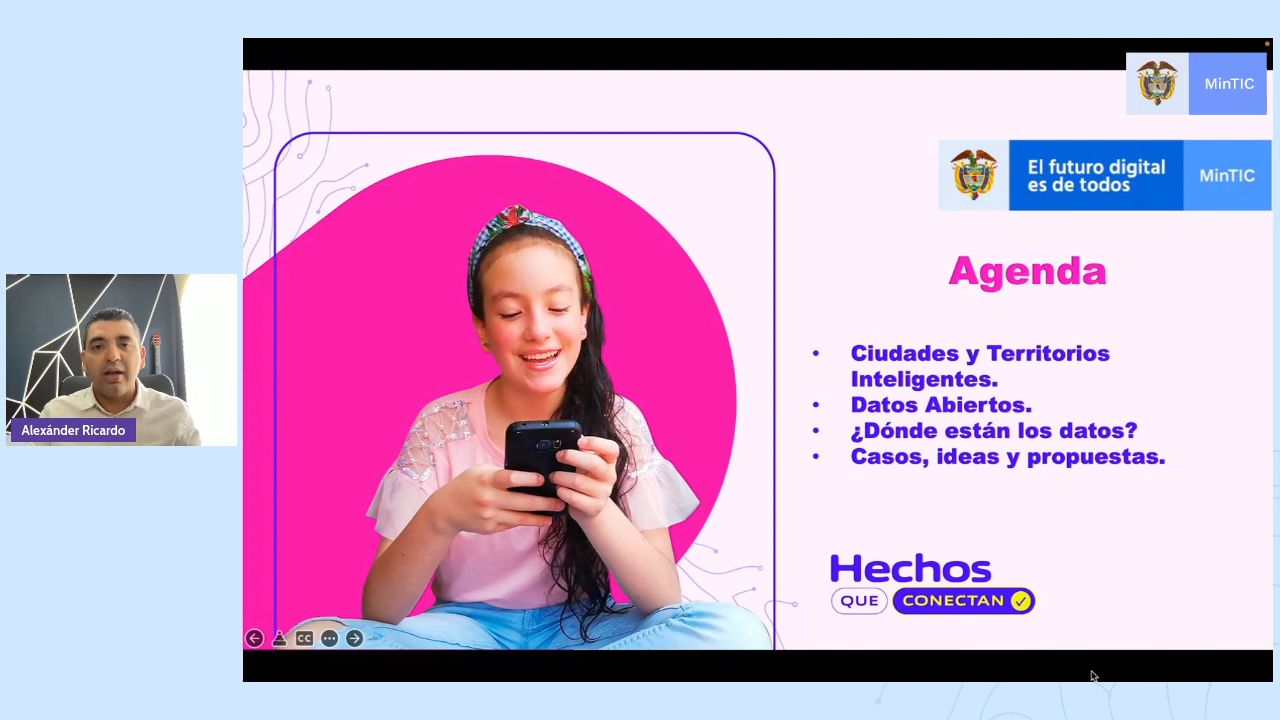 MinTIC
El futuro digital
es de todos
MinTIC
Agenda
• Ciudades y Territorios
Inteligentes.
• Datos Abiertos.
• ¿Dónde están los datos?
• Casos, ideas y propuestas.
Alexánder Ricardo
Hechos
QUE CONECTAN
CC